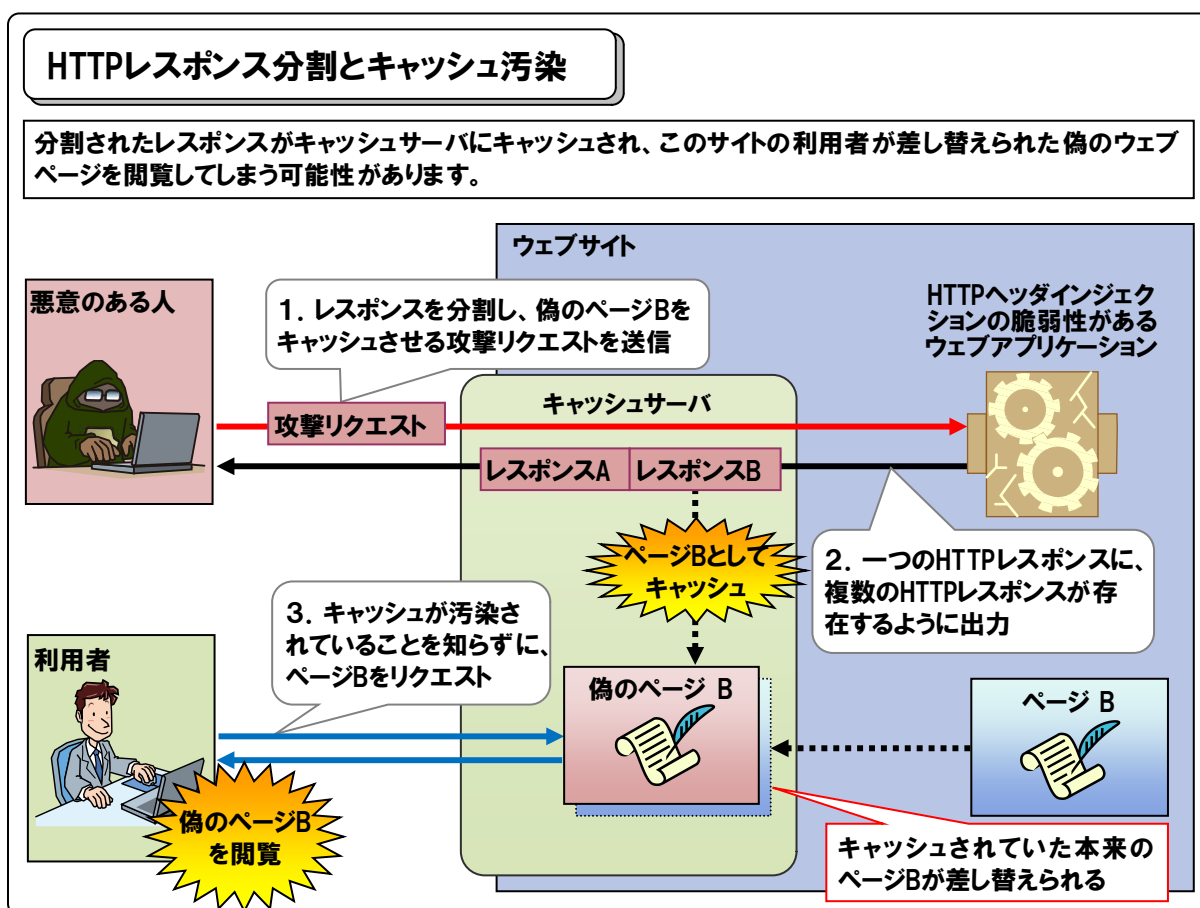 HTTPレスポンス分割とキャッシュ汚染
分割されたレスポンスがキャッシュサーバにキャッシュされ、このサイトの利用者が差し替えられた偽のウェブ
ページを閲覧してしまう可能性があります。
ウェブサイト
悪意のある人
1．レスポンスを分割し、偽のページBを
キャッシュさせる攻撃リクエストを送信
HTTPヘッダインジェク
ションの脆弱性がある
ウェブアプリケーション
キャッシュサーバ
攻撃リクエスト
レスポンスA
レスポンスB
ページBとして
キャッシュ
2．一つのHTTPレスポンスに、
複数のHTTPレスポンスが存
在するように出力
3．キャッシュが汚染さ
れていることを知らずに、
ページBをリクエスト
利用者
偽のページ B
ページ B
偽のページB
を閲覧
キャッシュされていた本来の
ページBが差し替えられる